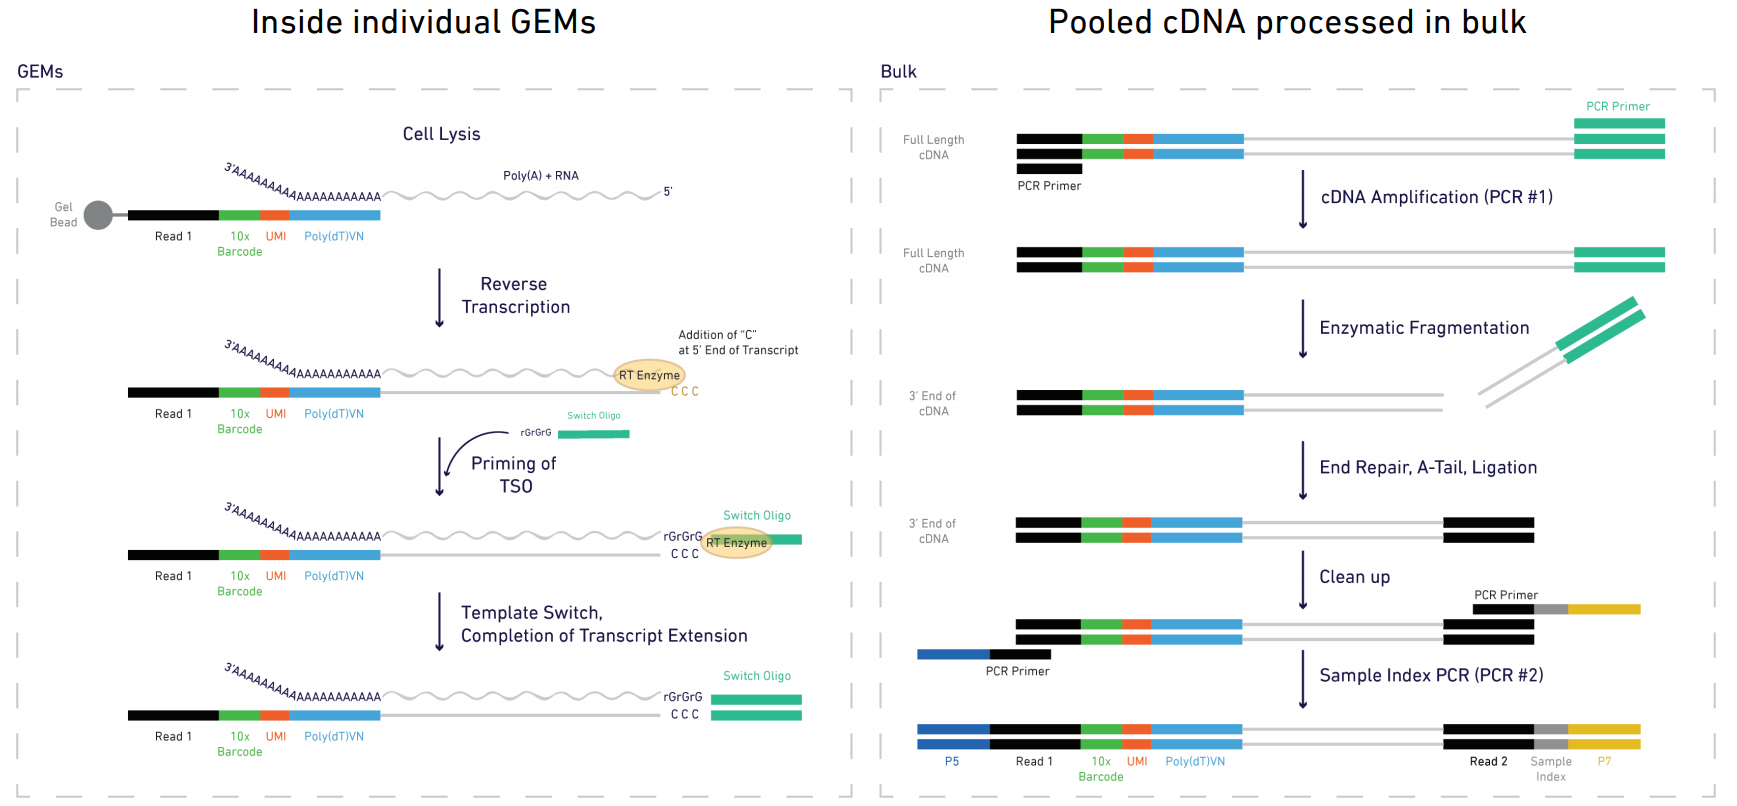 Inside individual GEMs
GEMs
Cell Lysis
3'AAAAAAAAAAAAAAAAAAA
Poly(A) + RNA
5'
Gel
Bead
Read 1
10x
Barcode
UMI
Poly(dT)VN
Reverse
Transcription
Addition of "C"
at 5' End of Transcript
3'AAAAAAAAAAAAAAAAAAA
RT Enzyme
C C C
Read 1
10x
Barcode
UMI
Poly(dT)VN
Switch Oligo
rGrGrG
Priming of
TSO
3'AAAAAAAAAAAAAAAAAAA
Switch Oligo
rGrGrG
RT Enzyme
C C C
Read 1
10x
Barcode
UMI
Poly(dT)VN
Template Switch,
Completion of Transcript Extension
3'AAAAAAAAAAAAAAAAAAA
Switch Oligo
rGrGrG
C C C
Read 1
10x
Barcode
UMI
Poly(dT)VN
Pooled cDNA processed in bulk
Bulk
PCR Primer
Full Length
cDNA
PCR Primer
cDNA Amplification (PCR #1)
Full Length
cDNA
Enzymatic Fragmentation
3' End of
cDNA
End Repair, A-Tail, Ligation
3' End of
cDNA
Clean up
PCR Primer
PCR Primer
Sample Index PCR (PCR #2)
P5
Read 1
10x
Barcode
UMI
Poly(dT)VN
Read 2
Sample
Index
P7